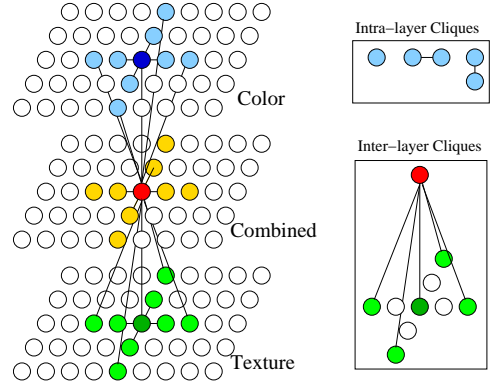 Intra−layer Cliques
Color
Inter−layer Cliques
Combined
Texture